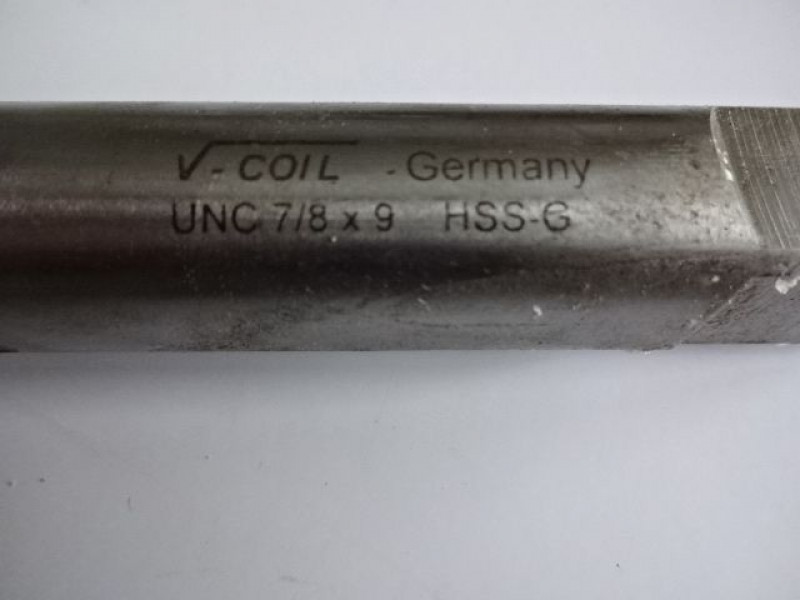 V-COIL - Germany
UNC 7/8 x 9 HSS-G